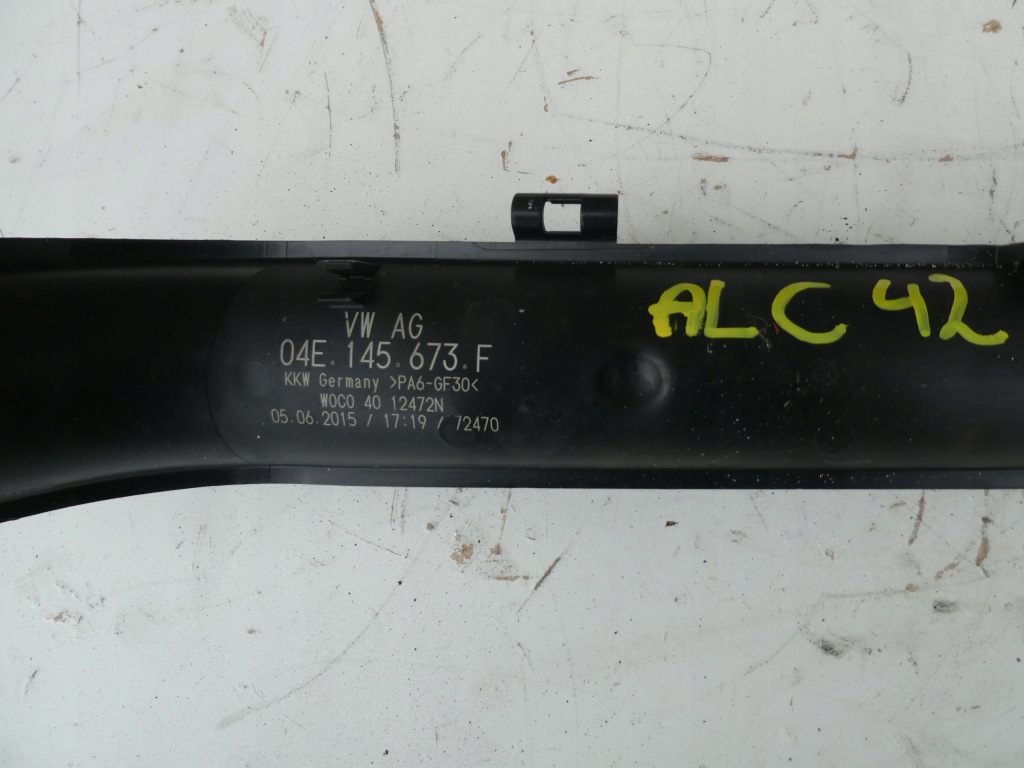 VW AG
04E.145.673.F
KKW Germany >PA6-GF30<
WOCO 40 12472N
05.06.2015 / 17:19 / 72470
ALC 42